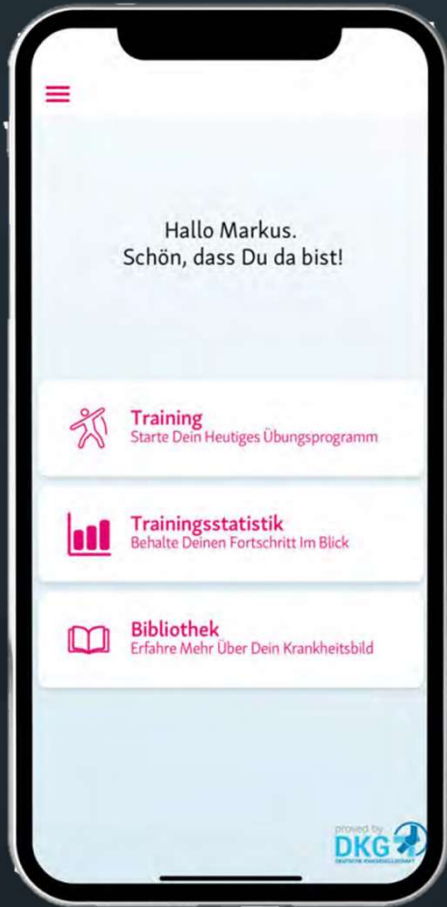 Hallo Markus.
Schön, dass Du da bist!
Training
Starte Dein Heutiges Übungsprogramm
Trainingsstatistik
Behalte Deinen Fortschritt Im Blick
Bibliothek
Erfahre Mehr Über Dein Krankheitsbild
proved by
DKG